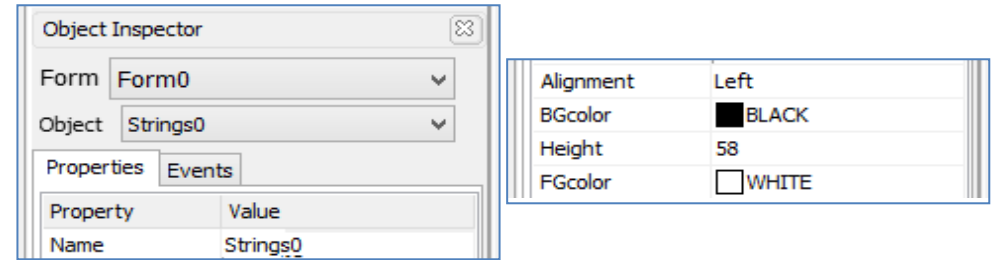 Object Inspector
Form Form0
Object Strings0
Properties Events
Property Value
Name Strings0
Alignment Left
BGcolor BLACK
Height 58
FGcolor WHITE